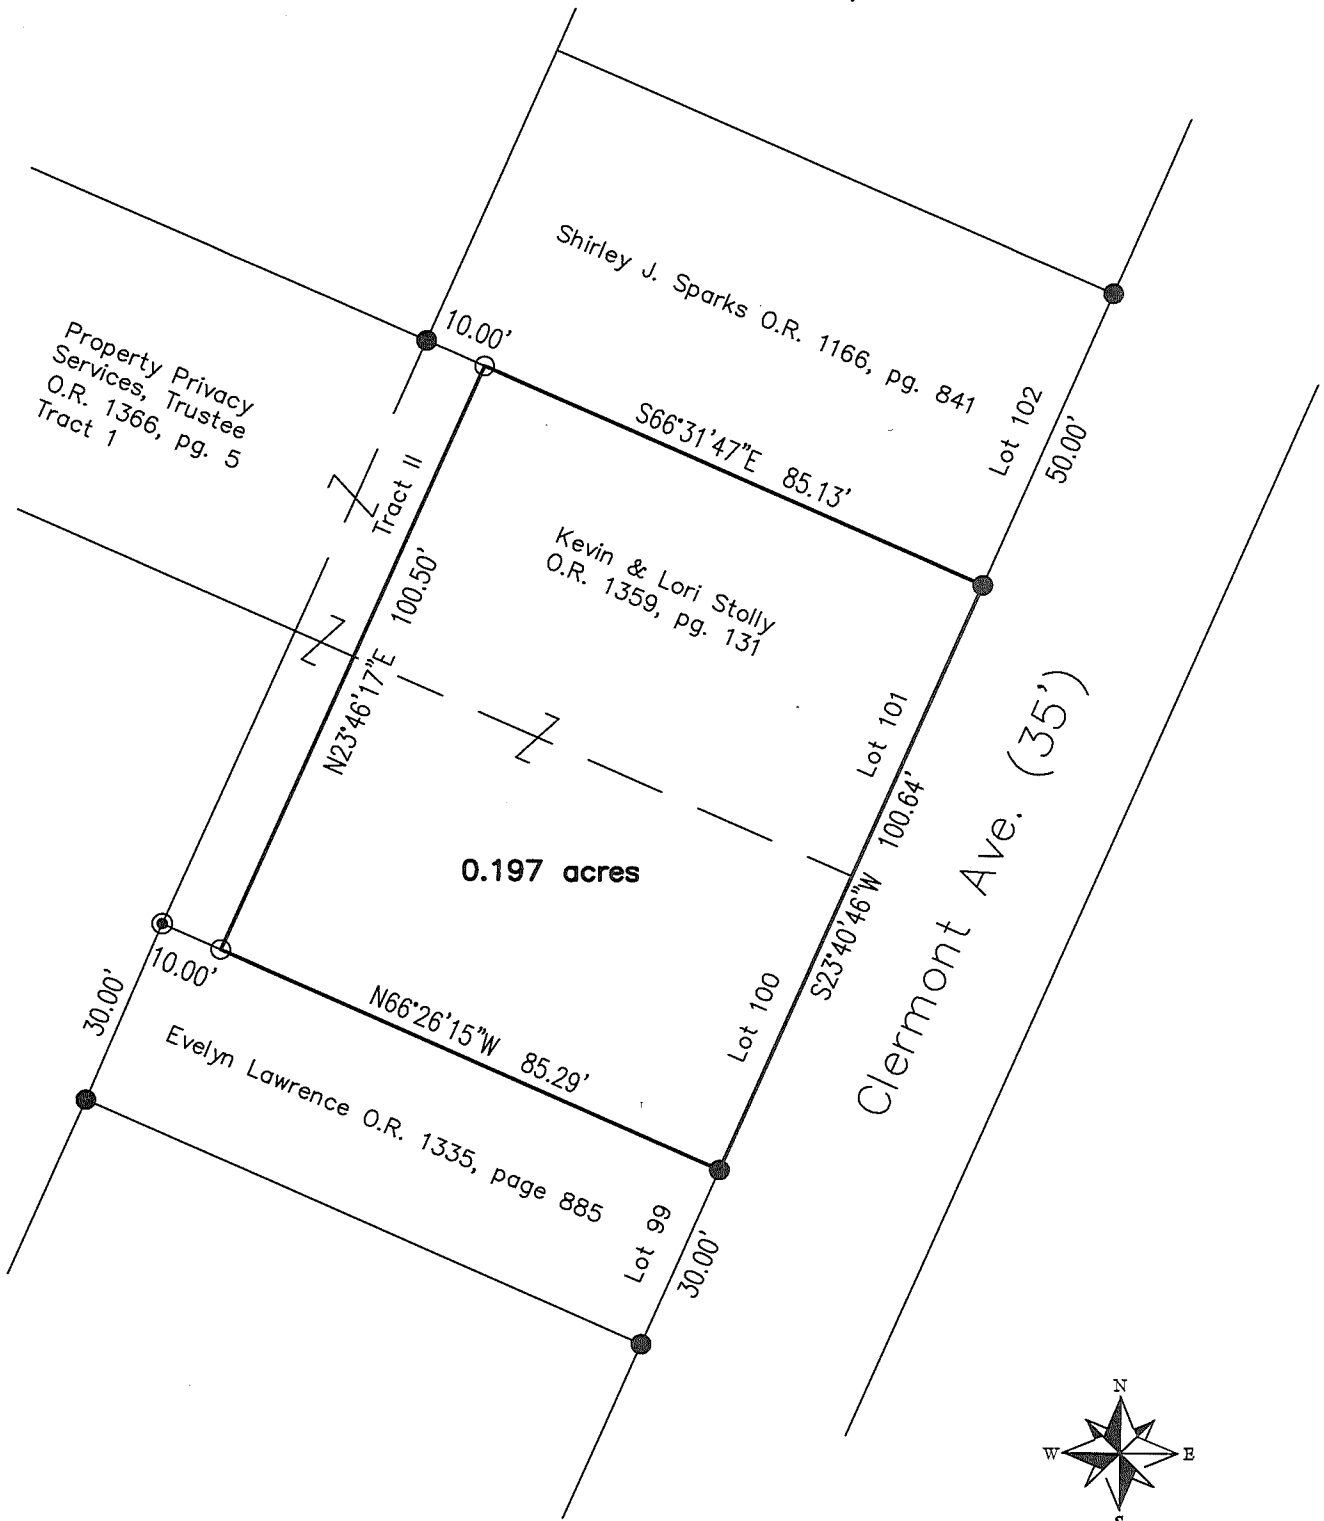 Shirley J. Sparks O.R. 1166, pg. 841
Lot 102
50.00'
10.00'
Property Privacy
Services, Trustee
O.R. 1366, pg. 5
Tract 1
S66°31'47"E 85.13'
Tract II
Kevin & Lori Stolly
O.R. 1359, pg. 131
N23°46'17"E 100.50'
Lot 101
S23°40'46"W 100.64'
Clermont Ave. (35')
0.197 acres
Lot 100
10.00'
30.00'
N66°26'15"W 85.29'
Evelyn Lawrence O.R. 1335, page 885
Lot 99
30.00'
N
W
E
S